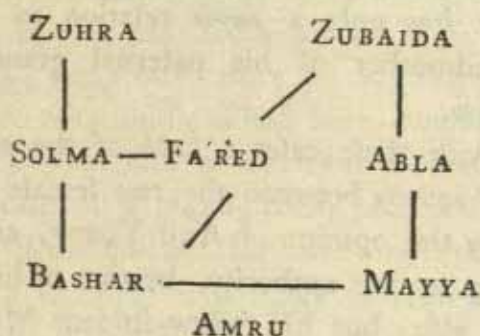 ZUHRA ZUBAIDA
SOLMA — FA'RED ABLA
BASHAR — MAYYA
AMRU